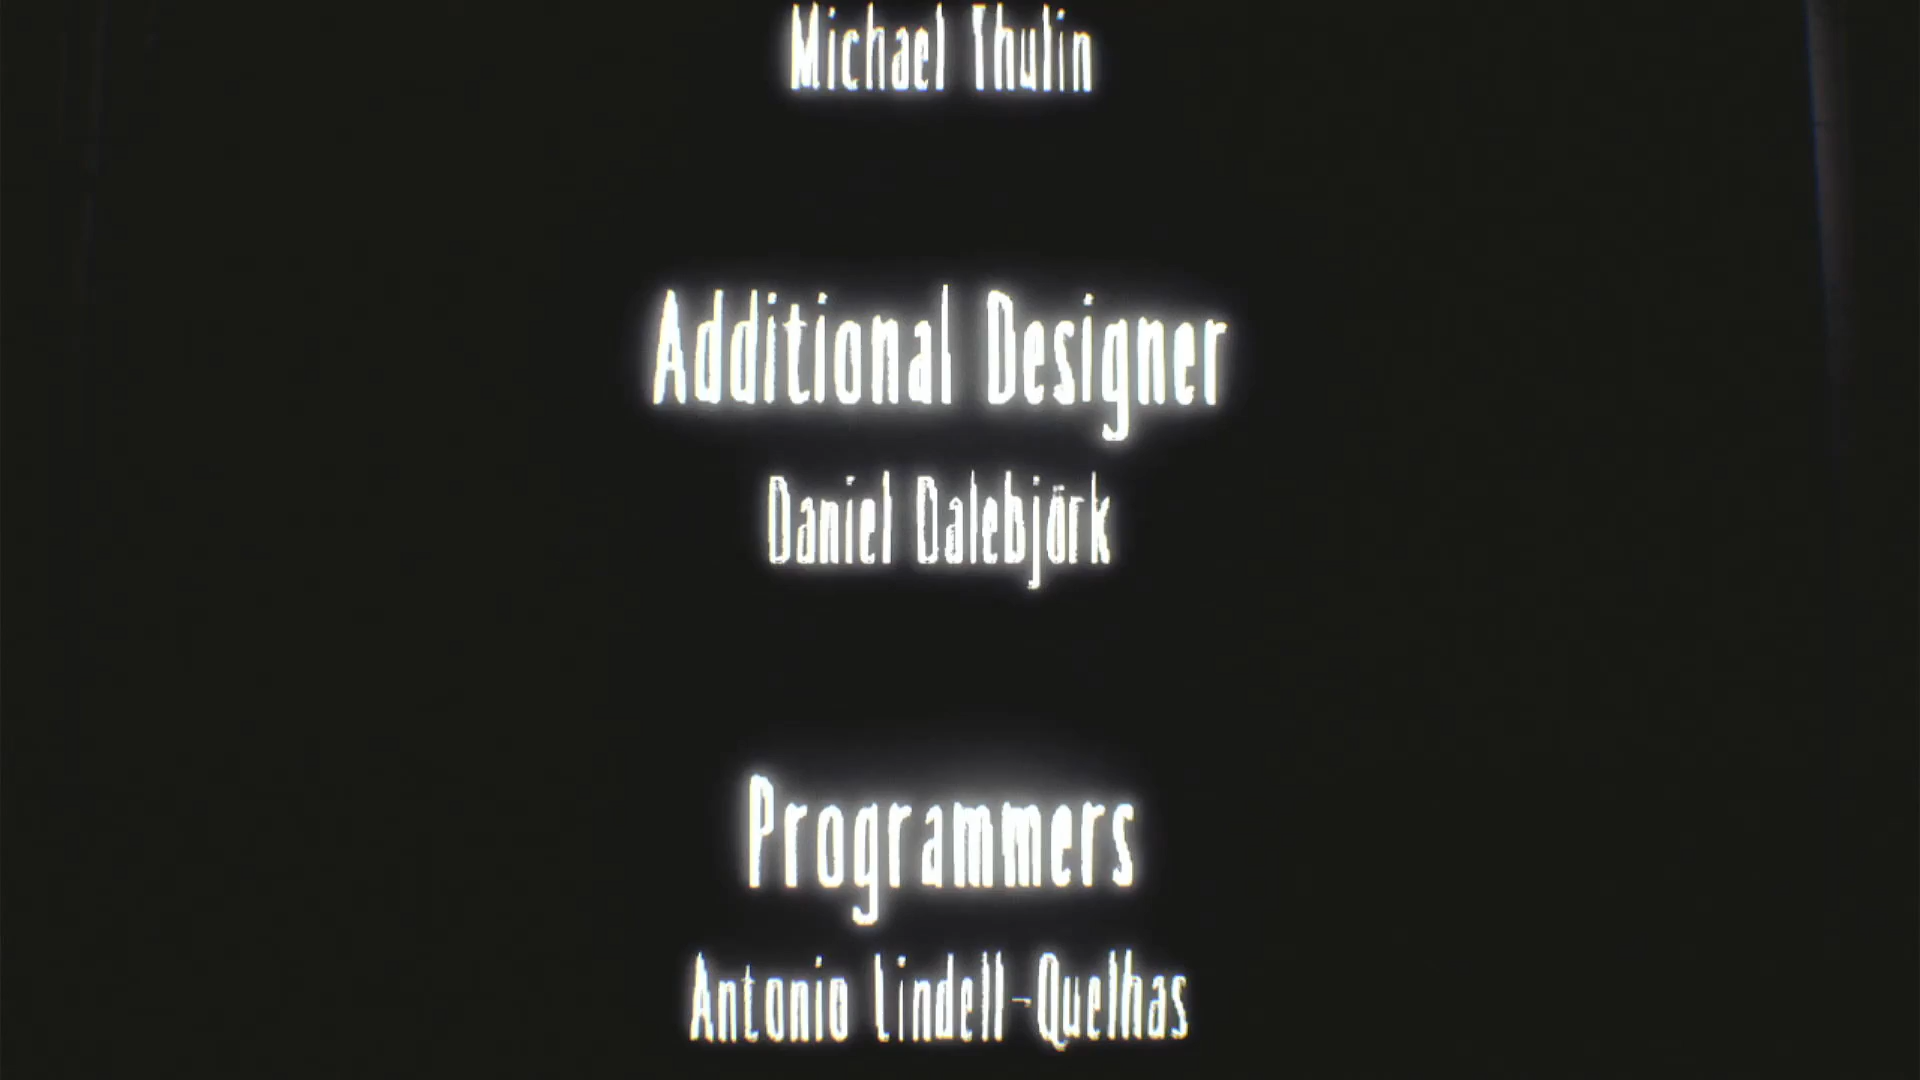 Michael Thulin
Additional Designer
Daniel Dalebjörk
Programmers
Antonio Lindell-Quelhas